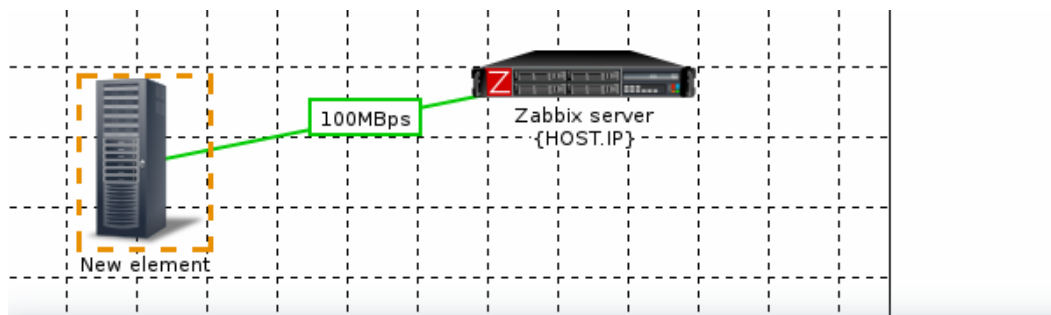 Z
100MBps
Zabbix server
{HOST.IP}
New element